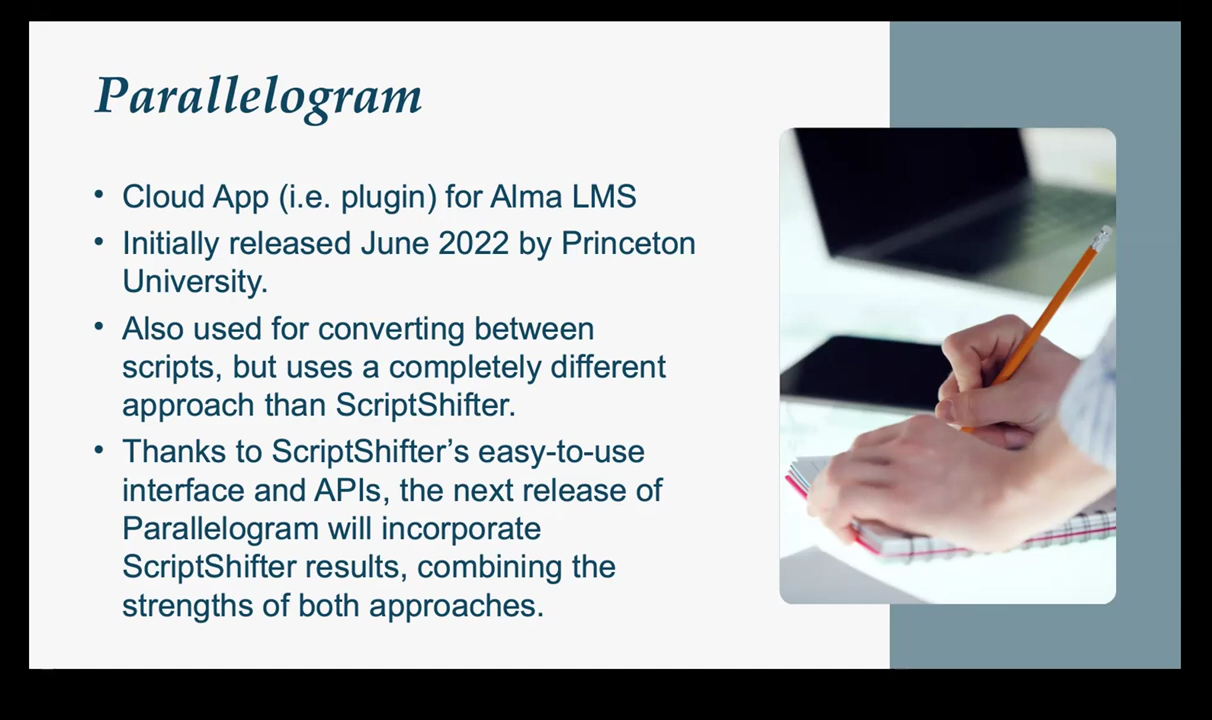 Parallelogram
• Cloud App (i.e. plugin) for Alma LMS
• Initially released June 2022 by Princeton
University.
• Also used for converting between
scripts, but uses a completely different
approach than ScriptShifter.
• Thanks to ScriptShifter’s easy-to-use
interface and APIs, the next release of
Parallelogram will incorporate
ScriptShifter results, combining the
strengths of both approaches.